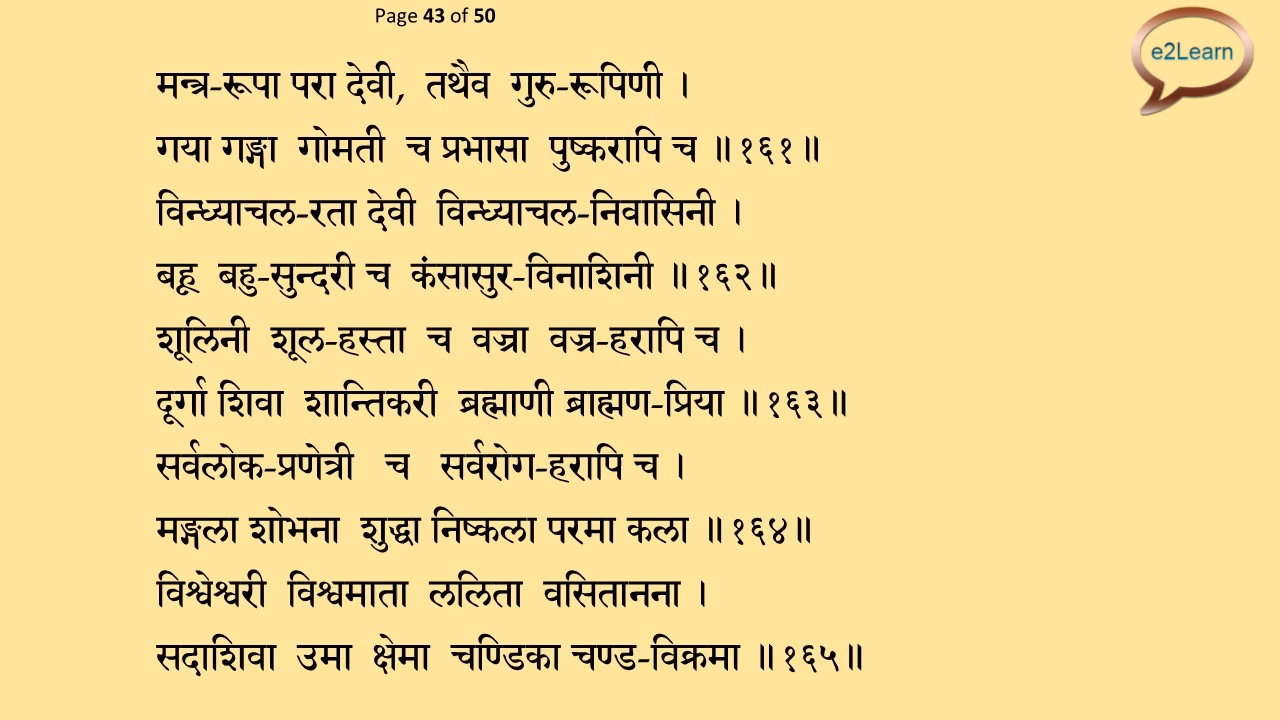 Page 43 of 50
e2Learn
मन्त्र-रूपा परा देवी, तथैव गुरु-रूपिणी ।
गया गङ्गा गोमती च प्रभासा पुष्करापि च ॥१६१॥
विन्ध्याचल-रता देवी विन्ध्याचल-निवासिनी ।
बहू बहु-सुन्दरी च कंसासुर-विनाशिनी ॥१६२॥
शूलिनी शूल-हस्ता च वज्रा वज्र-हरापि च ।
दूर्गा शिवा शान्तिकरी ब्रह्माणी ब्राह्मण-प्रिया ॥१६३॥
सर्वलोक-प्रणेत्री च सर्वरोग-हरापि च ।
मङ्गला शोभना शुद्धा निष्कला परमा कला ॥१६४॥
विश्वेश्वरी विश्वमाता ललिता वसितानना ।
सदाशिवा उमा क्षेमा चण्डिका चण्ड-विक्रमा ॥१६५॥